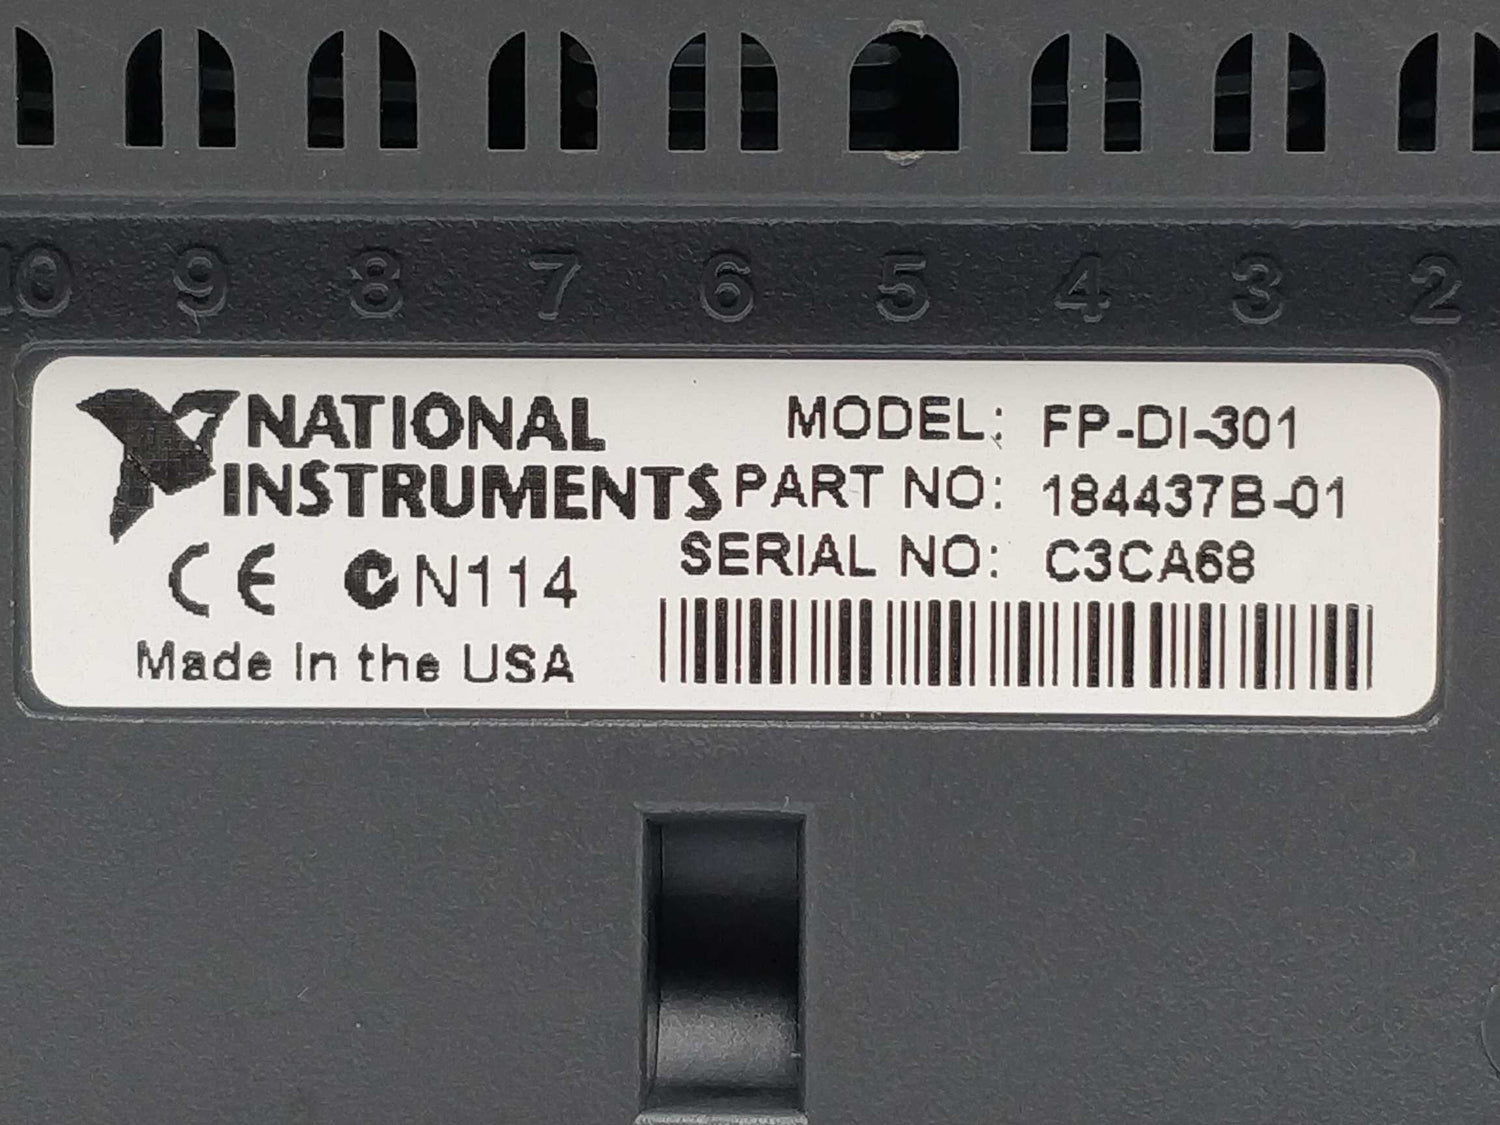 10 9 8 7 6 5 4 3 2
NATIONAL
INSTRUMENTS
MODEL: FP-DI-301
PART NO: 184437B-01
SERIAL NO: C3CA68
CE N114
Made in the USA